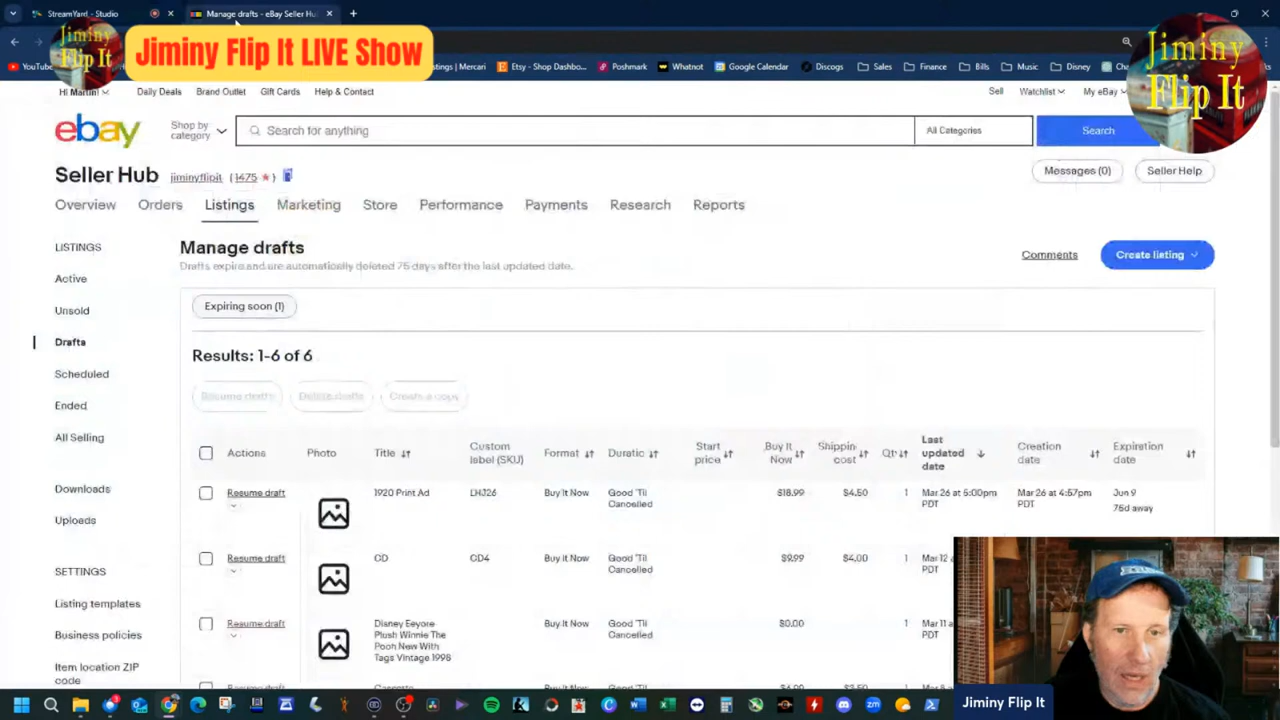 StreamYard - Studio
Manage drafts - eBay Seller Hu
Jiminy Flip It
Jiminy Flip It LIVE Show
Jiminy Flip It
YouTube
istings | Mercari
Etsy - Shop Dashbo...
Poshmark
Whatnot
Google Calendar
Discogs
Sales
Finance
Bills
Music
Disney
Hi Martin!
Daily Deals
Brand Outlet
Gift Cards
Help & Contact
Sell
Watchlist
My eBay
ebay
Shop by category
Search for anything
All Categories
Search
Seller Hub
jiminyflipit (1475)
Messages (0)
Seller Help
Overview
Orders
Listings
Marketing
Store
Performance
Payments
Research
Reports
LISTINGS
Active
Unsold
Drafts
Scheduled
Ended
All Selling
Downloads
Uploads
SETTINGS
Listing templates
Business policies
Item location ZIP
code
Manage drafts
Drafts expire and are automatically deleted 75 days after the last updated date.
Comments
Create listing
Expiring soon (1)
Results: 1-6 of 6
Resume drafts
Delete drafts
Create a copy
Actions
Photo
Title
Custom
label (SKU)
Format
Duratic
Start
price
Buy It
Now
Shipping
cost
Qty
Last
updated
date
Creation
date
Expiration
date
Resume draft
1920 Print Ad
LHJ26
Buy It Now
Good 'Til
Cancelled
$18.99
$4.50
1
Mar 26 at 5:00pm
PDT
Mar 26 at 4:57pm
PDT
Jun 9
75d away
Resume draft
CD
CD4
Buy It Now
Good 'Til
Cancelled
$9.99
$4.00
1
Mar 12
PDT
Resume draft
Disney Eeyore
Plush Winnie The
Pooh New With
Tags Vintage 1998
Buy It Now
Good 'Til
Cancelled
$0.00
1
Mar 11 a
PDT
Jiminy Flip It